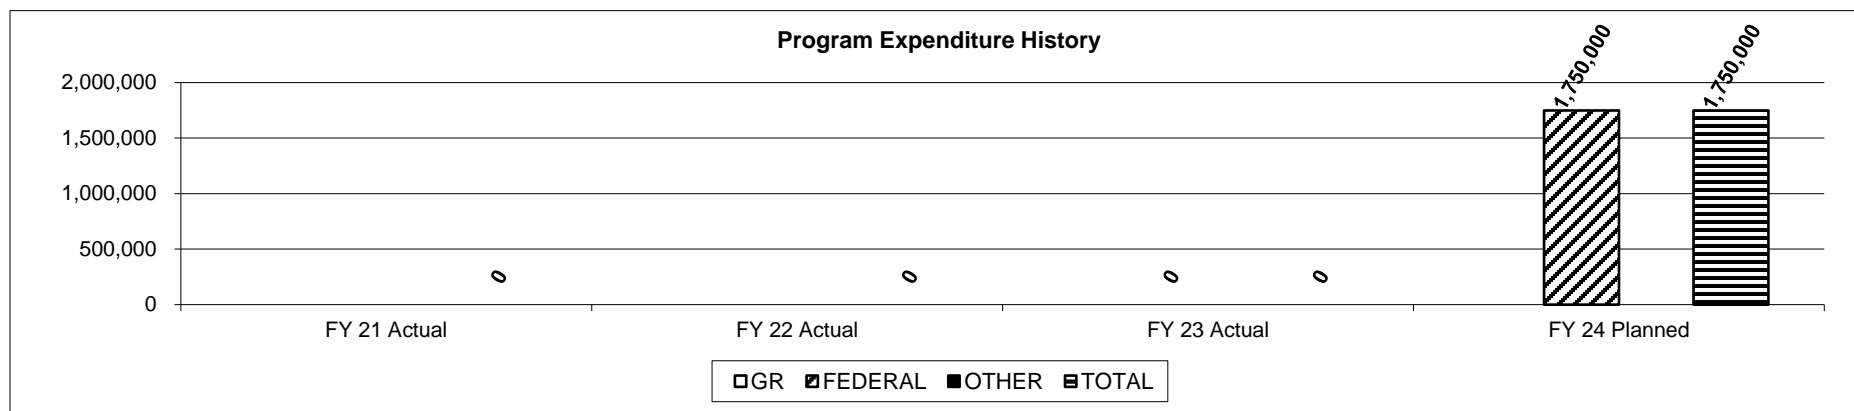 Program Expenditure History
1,750,000 1,750,000
2,000,000
1,500,000
1,000,000
500,000
0 0 0 0
0
FY 21 Actual FY 22 Actual FY 23 Actual FY 24 Planned
GR FEDERAL OTHER TOTAL